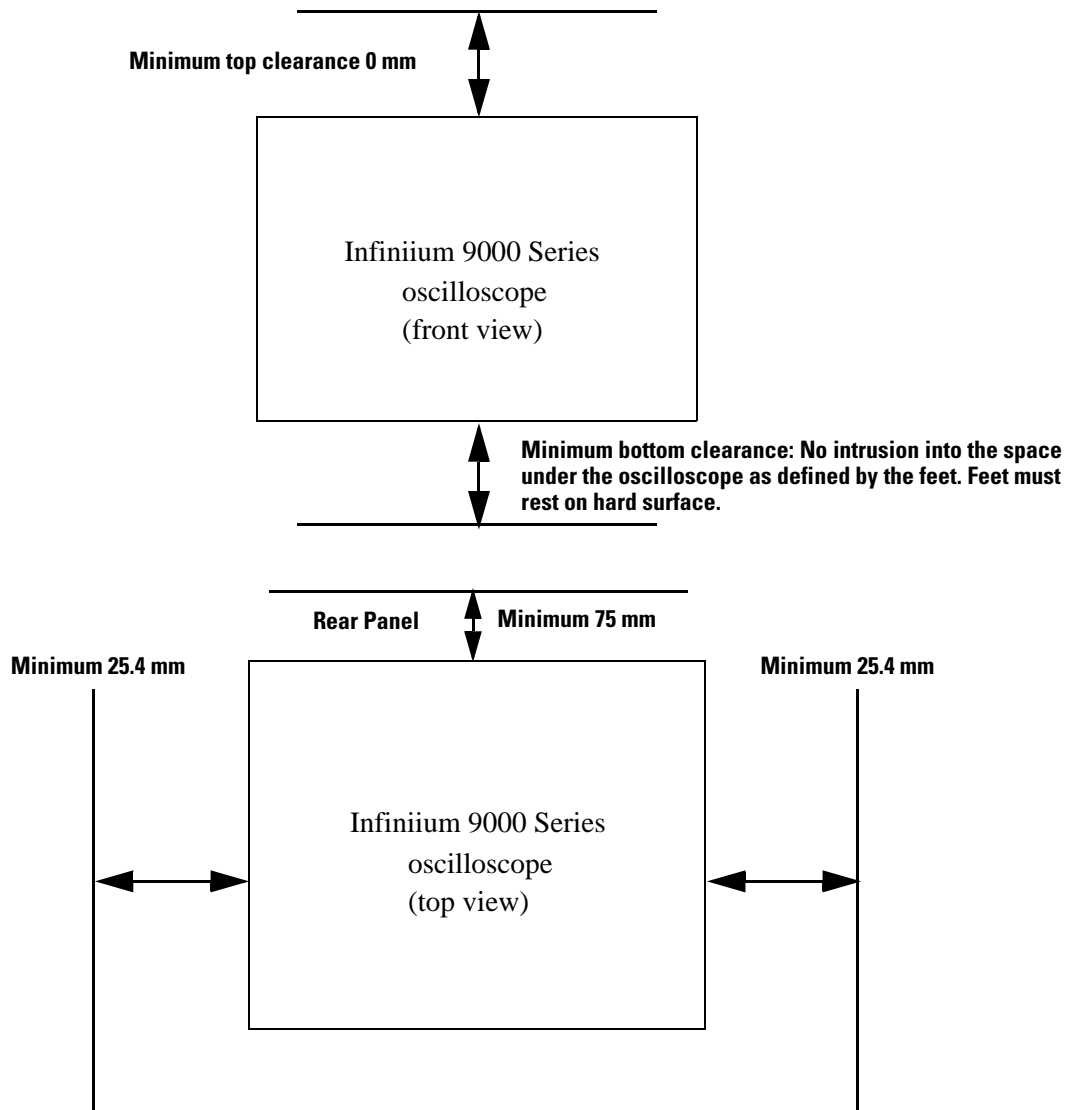 Minimum top clearance 0 mm
Infiniium 9000 Series
oscilloscope
(front view)
Minimum bottom clearance: No intrusion into the space
under the oscilloscope as defined by the feet. Feet must
rest on hard surface.
Rear Panel
Minimum 75 mm
Minimum 25.4 mm
Minimum 25.4 mm
Infiniium 9000 Series
oscilloscope
(top view)